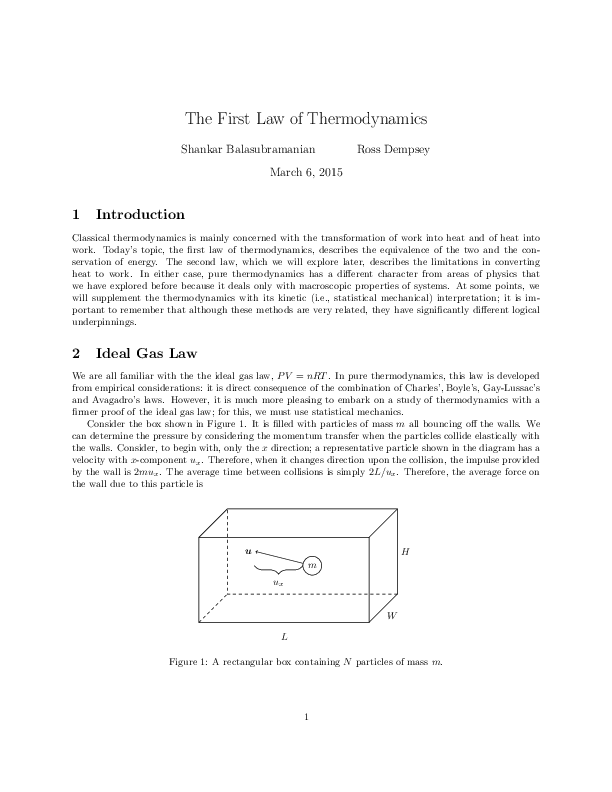 The First Law of Thermodynamics
Shankar Balasubramanian Ross Dempsey
March 6, 2015
1 Introduction
Classical thermodynamics is mainly concerned with the transformation of work into heat and of heat into
work. Today's topic, the first law of thermodynamics, describes the equivalence of the two and the con-
servation of energy. The second law, which we will explore later, describes the limitations in converting
heat to work. In either case, pure thermodynamics has a different character from areas of physics that
we have explored before because it deals only with macroscopic properties of systems. At some points, we
will supplement the thermodynamics with its kinetic (i.e., statistical mechanical) interpretation; it is im-
portant to remember that although these methods are very related, they have significantly different logical
underpinnings.
2 Ideal Gas Law
We are all familiar with the the ideal gas law, PV = nRT. In pure thermodynamics, this law is developed
from empirical considerations: it is direct consequence of the combination of Charles', Boyle's, Gay-Lussac's
and Avagadro's laws. However, it is much more pleasing to embark on a study of thermodynamics with a
firmer proof of the ideal gas law; for this, we must use statistical mechanics.
Consider the box shown in Figure 1. It is filled with particles of mass m all bouncing off the walls. We
can determine the pressure by considering the momentum transfer when the particles collide elastically with
the walls. Consider, to begin with, only the x direction; a representative particle shown in the diagram has a
velocity with x-component uₓ. Therefore, when it changes direction upon the collision, the impulse provided
by the wall is 2muₓ. The average time between collisions is simply 2L/uₓ. Therefore, the average force on
the wall due to this particle is
u
m
uₓ
H
W
L
Figure 1: A rectangular box containing N particles of mass m.
1